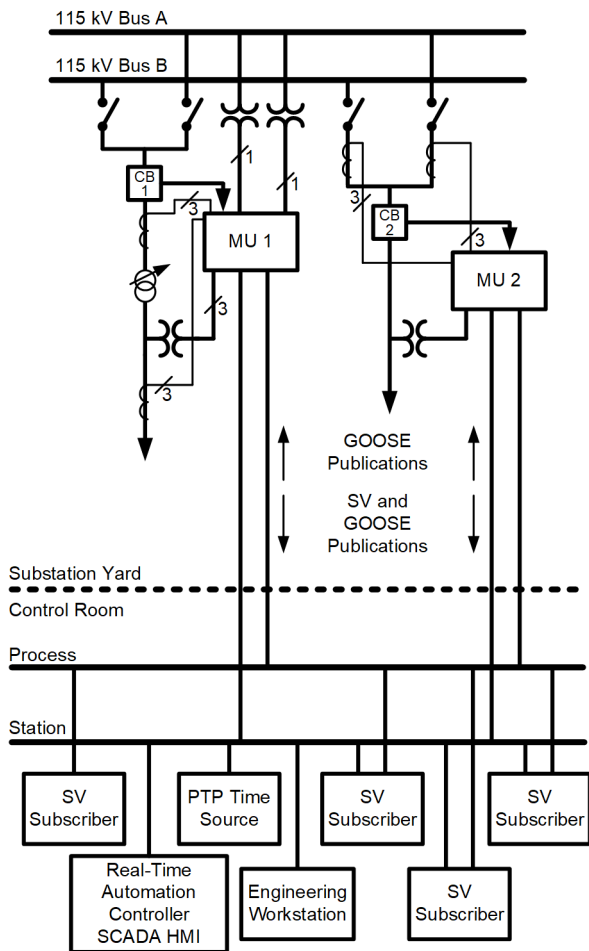 115 kV Bus A
115 kV Bus B
CB
1
3
1
1
MU 1
3
3
3
CB
2
3
MU 2
GOOSE
Publications
SV and
GOOSE
Publications
Substation Yard
Control Room
Process
Station
SV
Subscriber
PTP Time
Source
SV
Subscriber
SV
Subscriber
Real-Time
Automation
Controller
SCADA HMI
Engineering
Workstation
SV
Subscriber